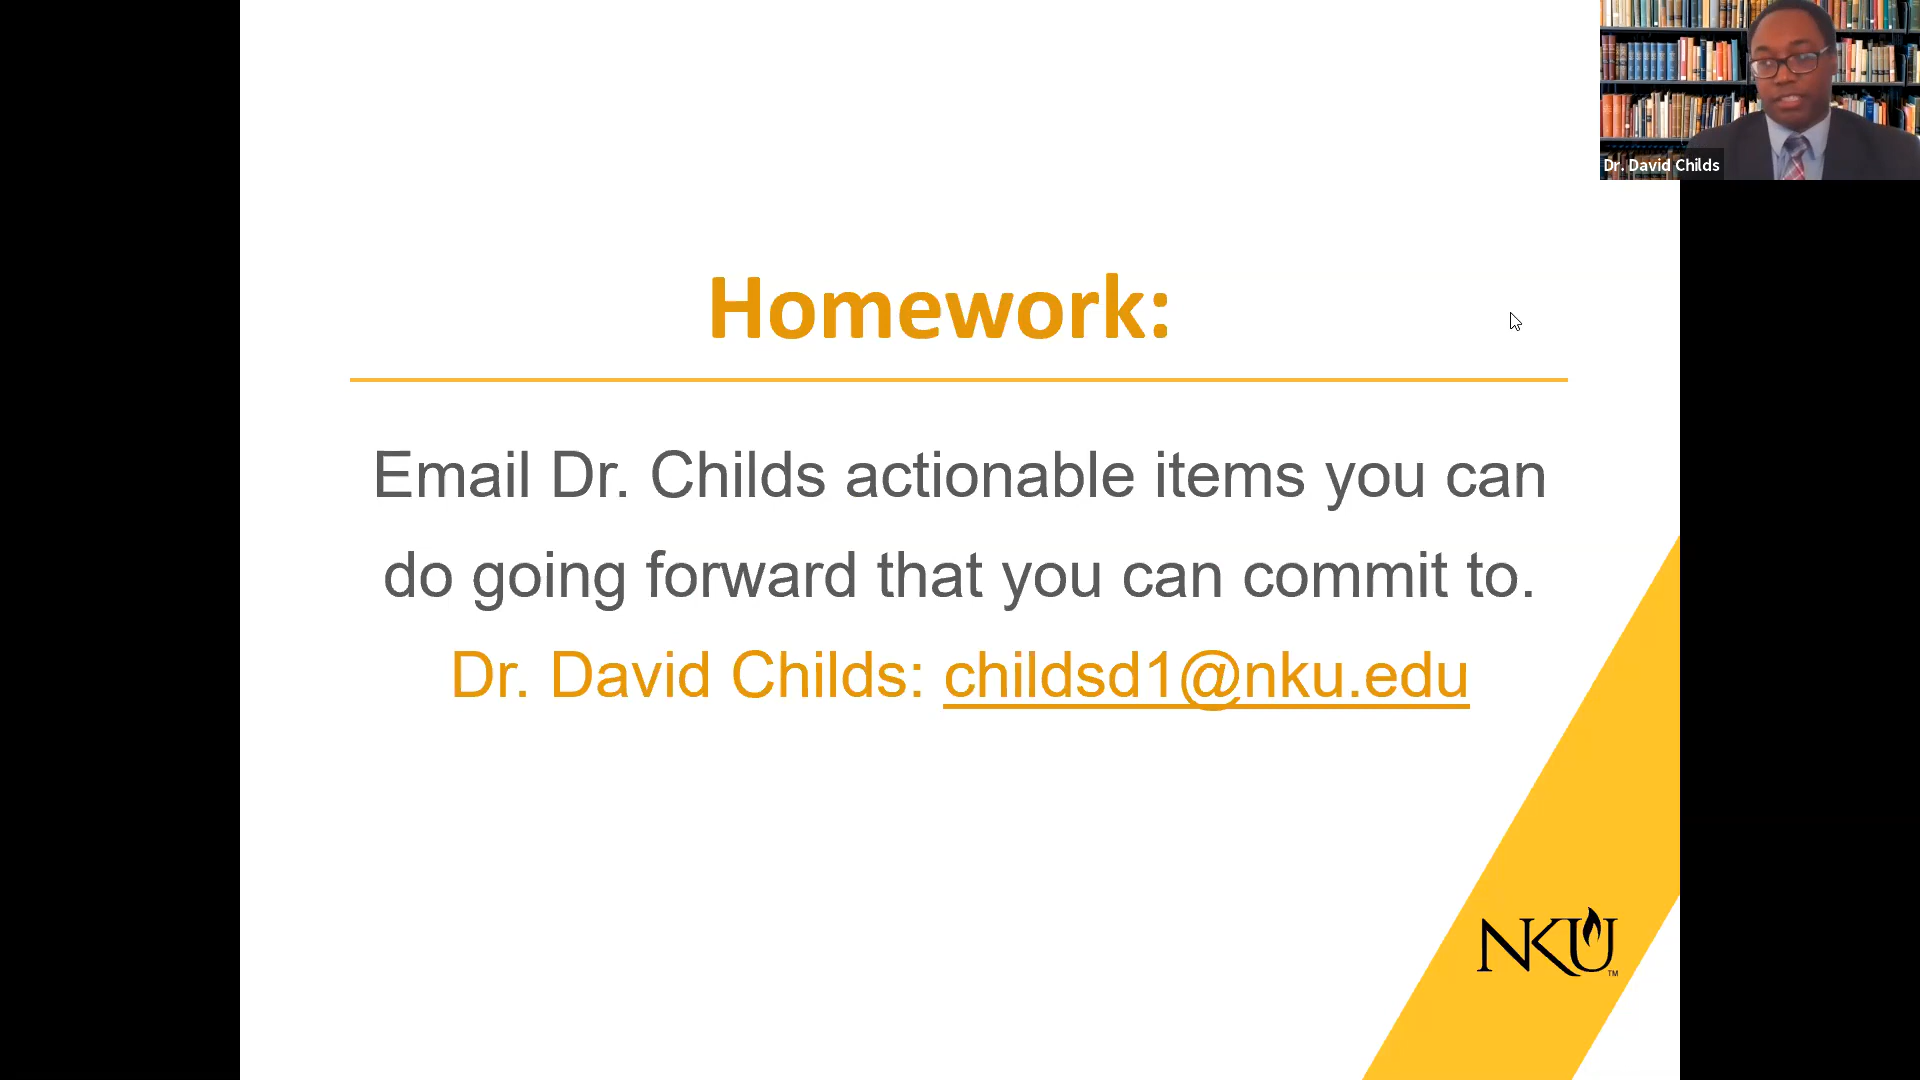 Dr. David Childs
Homework:
Email Dr. Childs actionable items you can
do going forward that you can commit to.
Dr. David Childs: childsd1@nku.edu
NKU
TM